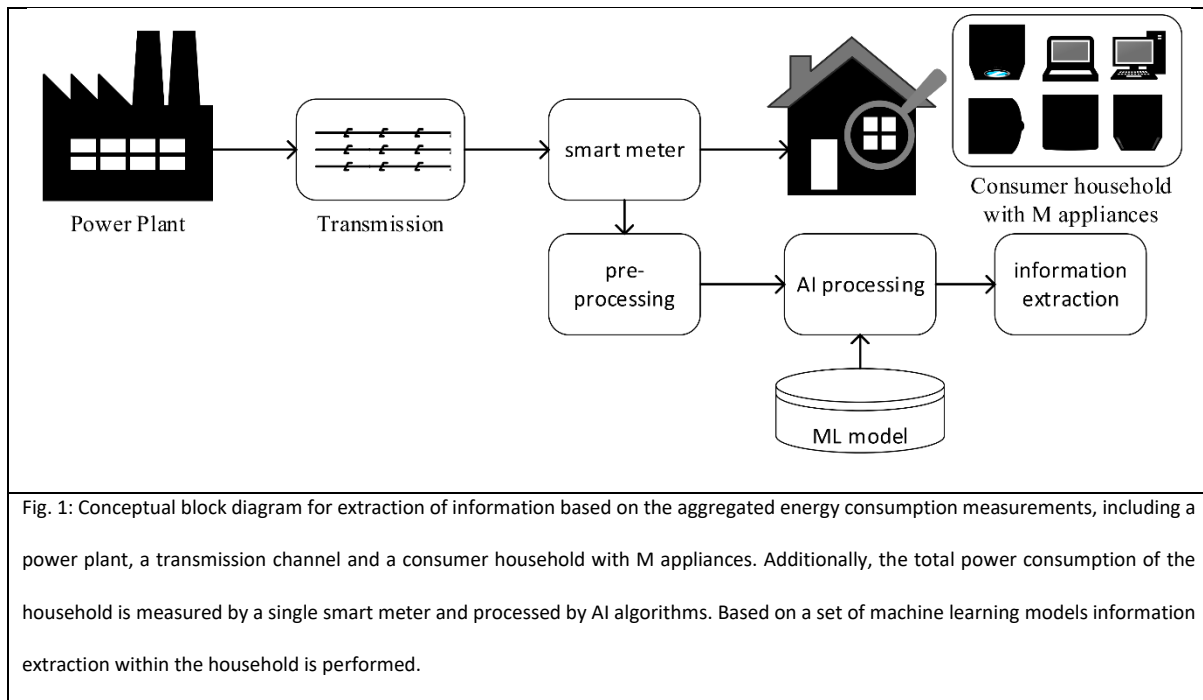 Power Plant
Transmission
smart meter
Consumer household
with M appliances
pre-
processing
AI processing
information
extraction
ML model
Fig. 1: Conceptual block diagram for extraction of information based on the aggregated energy consumption measurements, including a
power plant, a transmission channel and a consumer household with M appliances. Additionally, the total power consumption of the
household is measured by a single smart meter and processed by AI algorithms. Based on a set of machine learning models information
extraction within the household is performed.